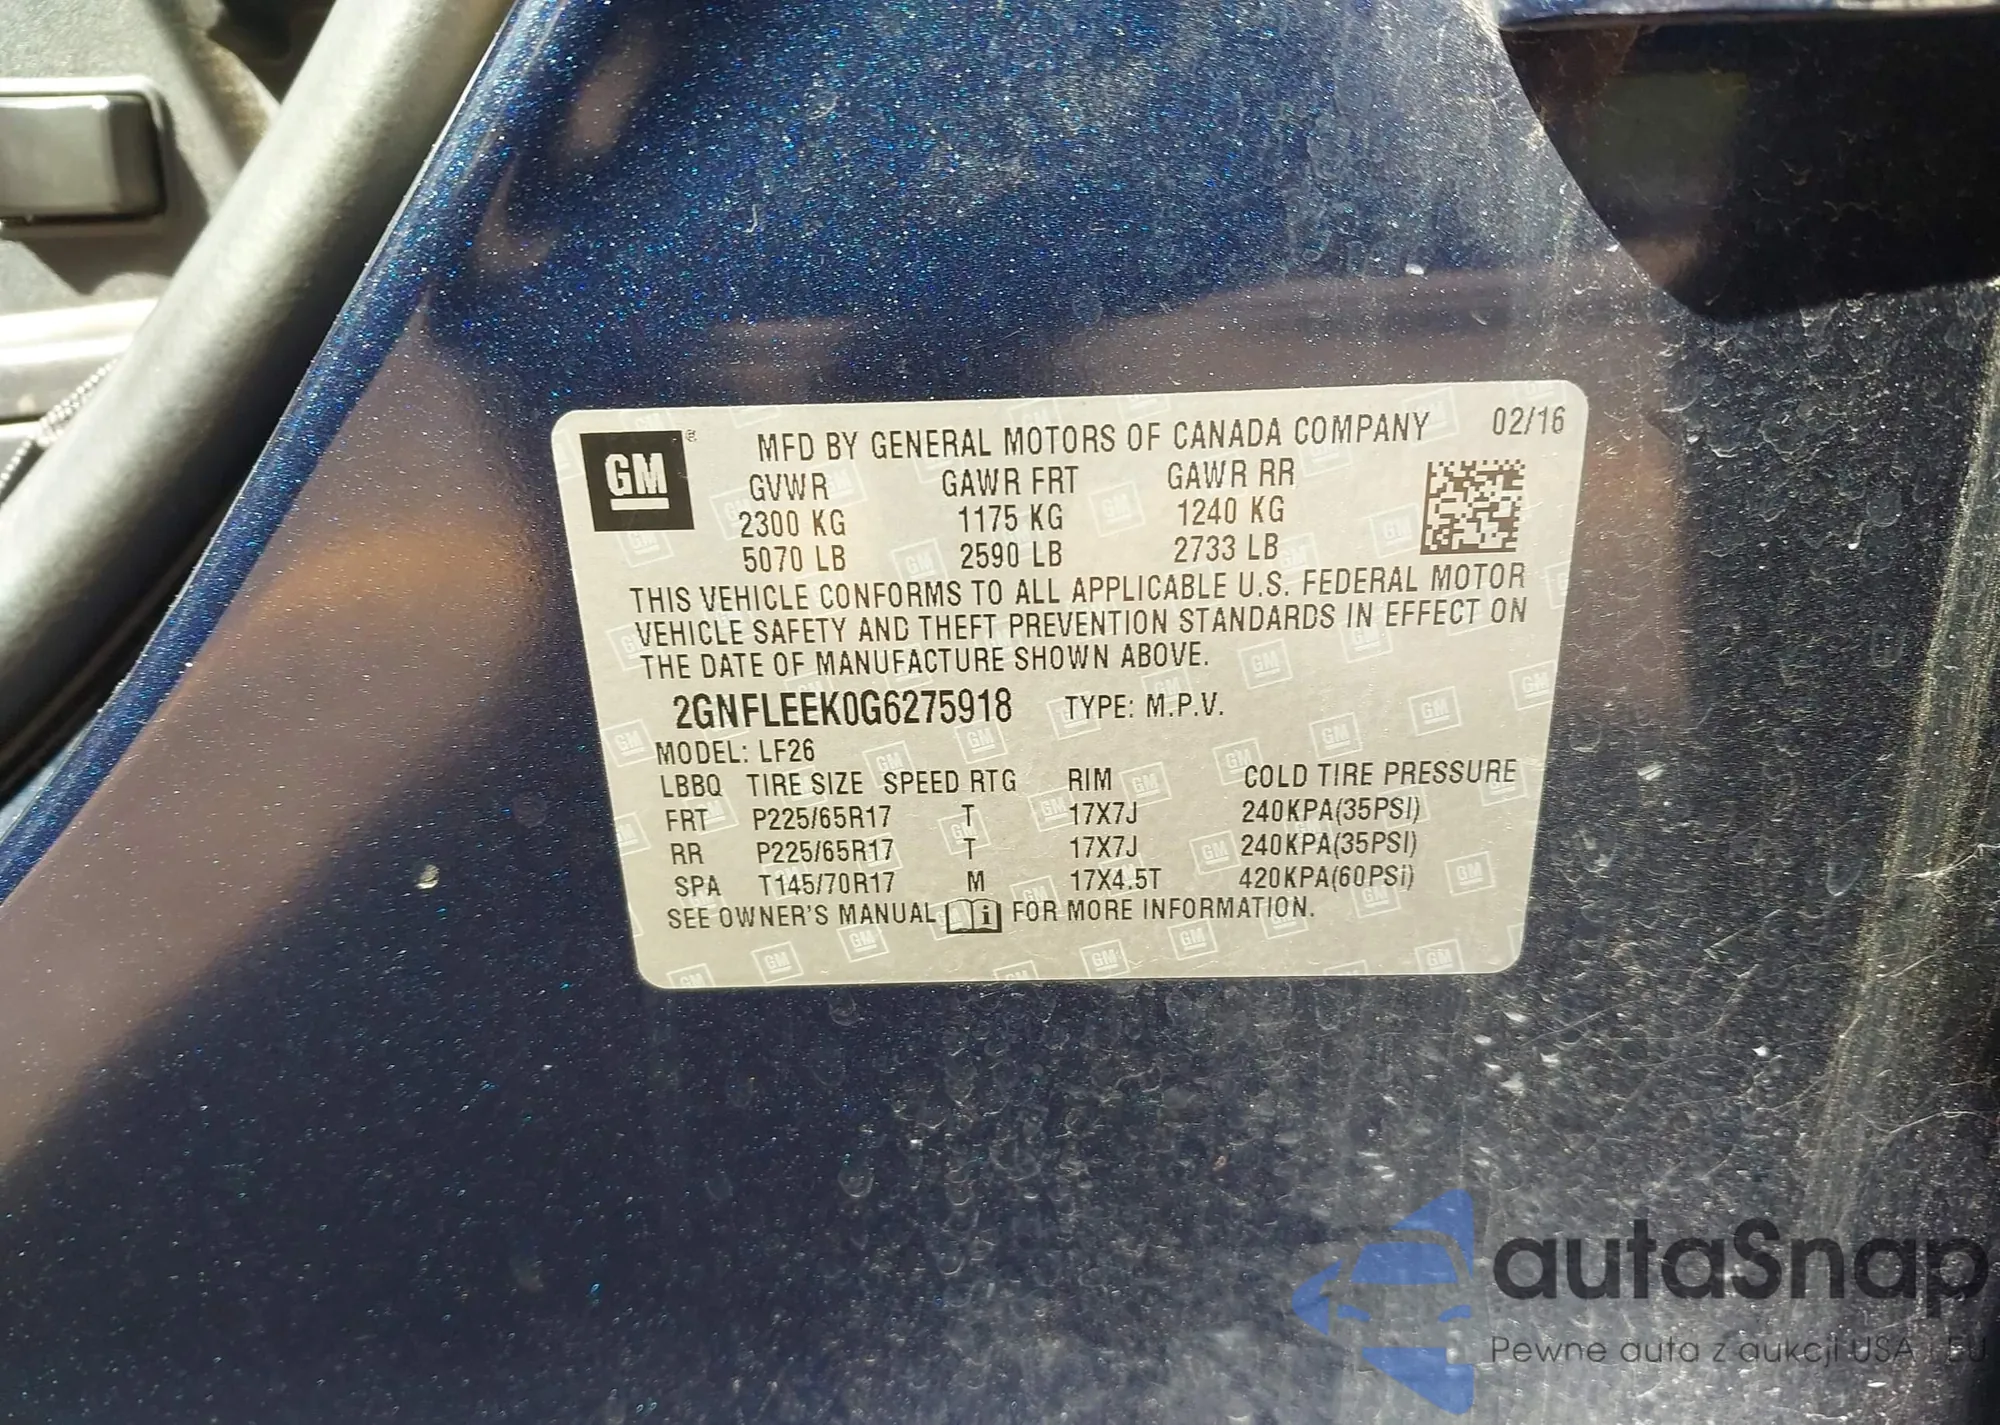 GM
MFD BY GENERAL MOTORS OF CANADA COMPANY 02/16
GVWR GAWR FRT GAWR RR
2300 KG 1175 KG 1240 KG
5070 LB 2590 LB 2733 LB
THIS VEHICLE CONFORMS TO ALL APPLICABLE U.S. FEDERAL MOTOR
VEHICLE SAFETY AND THEFT PREVENTION STANDARDS IN EFFECT ON
THE DATE OF MANUFACTURE SHOWN ABOVE.
2GNFLEEK0G6275918 TYPE: M.P.V.
MODEL: LF26
LBBQ TIRE SIZE SPEED RTG RIM COLD TIRE PRESSURE
FRT P225/65R17 T 17X7J 240KPA(35PSI)
RR P225/65R17 T 17X7J 240KPA(35PSI)
SPA T145/70R17 M 17X4.5T 420KPA(60PSi)
SEE OWNER'S MANUAL i FOR MORE INFORMATION.
autaSnap
Pewne auta z aukcji USA i EU